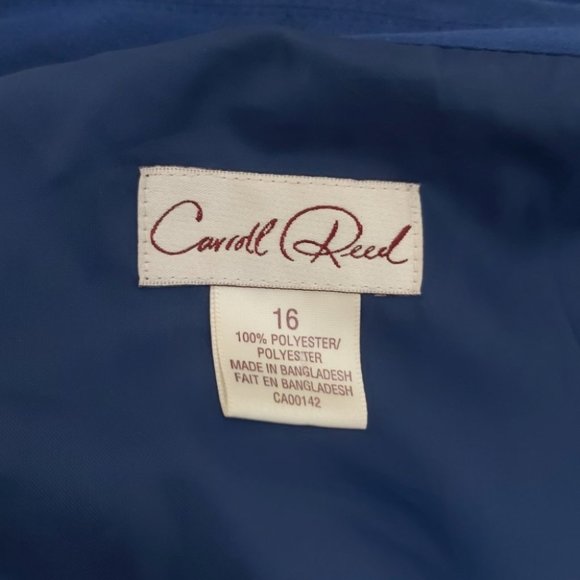 Carroll Reed
16
100% POLYESTER/
POLYESTER
MADE IN BANGLADESH
FAIT EN BANGLADESH
CA00142